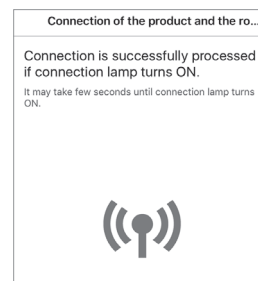 Connection of the product and the ro...
Connection is successfully processed
if connection lamp turns ON.
It may take few seconds until connection lamp turns
ON.